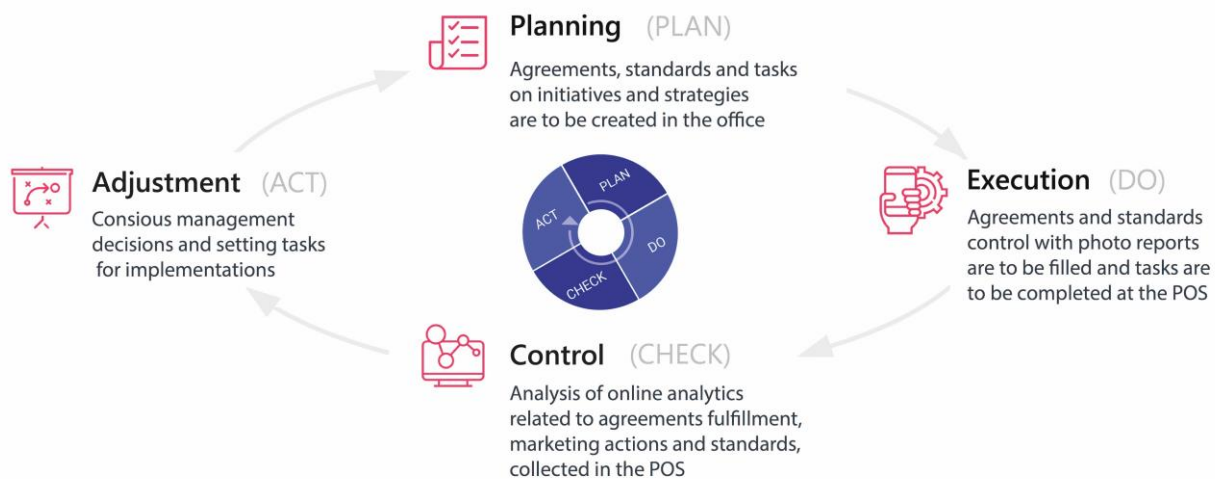 Planning (PLAN)
Agreements, standards and tasks
on initiatives and strategies
are to be created in the office
Adjustment (ACT)
Consious management
decisions and setting tasks
for implementations
PLAN
ACT
DO
CHECK
Execution (DO)
Agreements and standards
control with photo reports
are to be filled and tasks are
to be completed at the POS
Control (CHECK)
Analysis of online analytics
related to agreements fulfillment,
marketing actions and standards,
collected in the POS